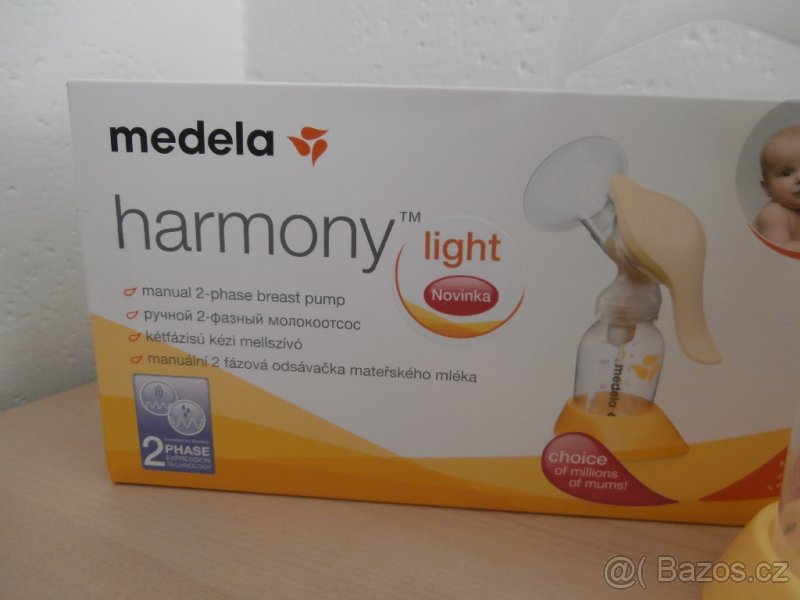 medela
harmony™
light
Novinka
manual 2-phase breast pump
ручной 2-фазный молокоотсос
kétfázisú kézi mellszívó
manuální 2 fázová odsávačka mateřského mléka
2 PHASE
EXPRESSION
TECHNOLOGY
medela
choice
of millions
of mums!
@( Bazos.cz